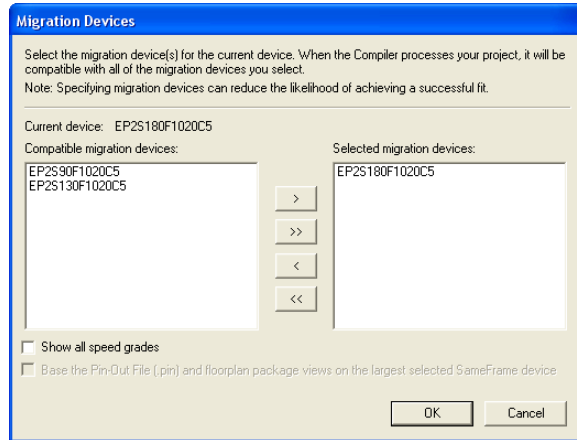 Migration Devices
Select the migration device(s) for the current device. When the Compiler processes your project, it will be
compatible with all of the migration devices you select.
Note: Specifying migration devices can reduce the likelihood of achieving a successful fit.
Current device: EP2S180F1020C5
Compatible migration devices:
Selected migration devices:
EP2S90F1020C5
EP2S130F1020C5
EP2S180F1020C5
>
>>
<
<<
Show all speed grades
Base the Pin-Out File (.pin) and floorplan package views on the largest selected SameFrame device
OK
Cancel